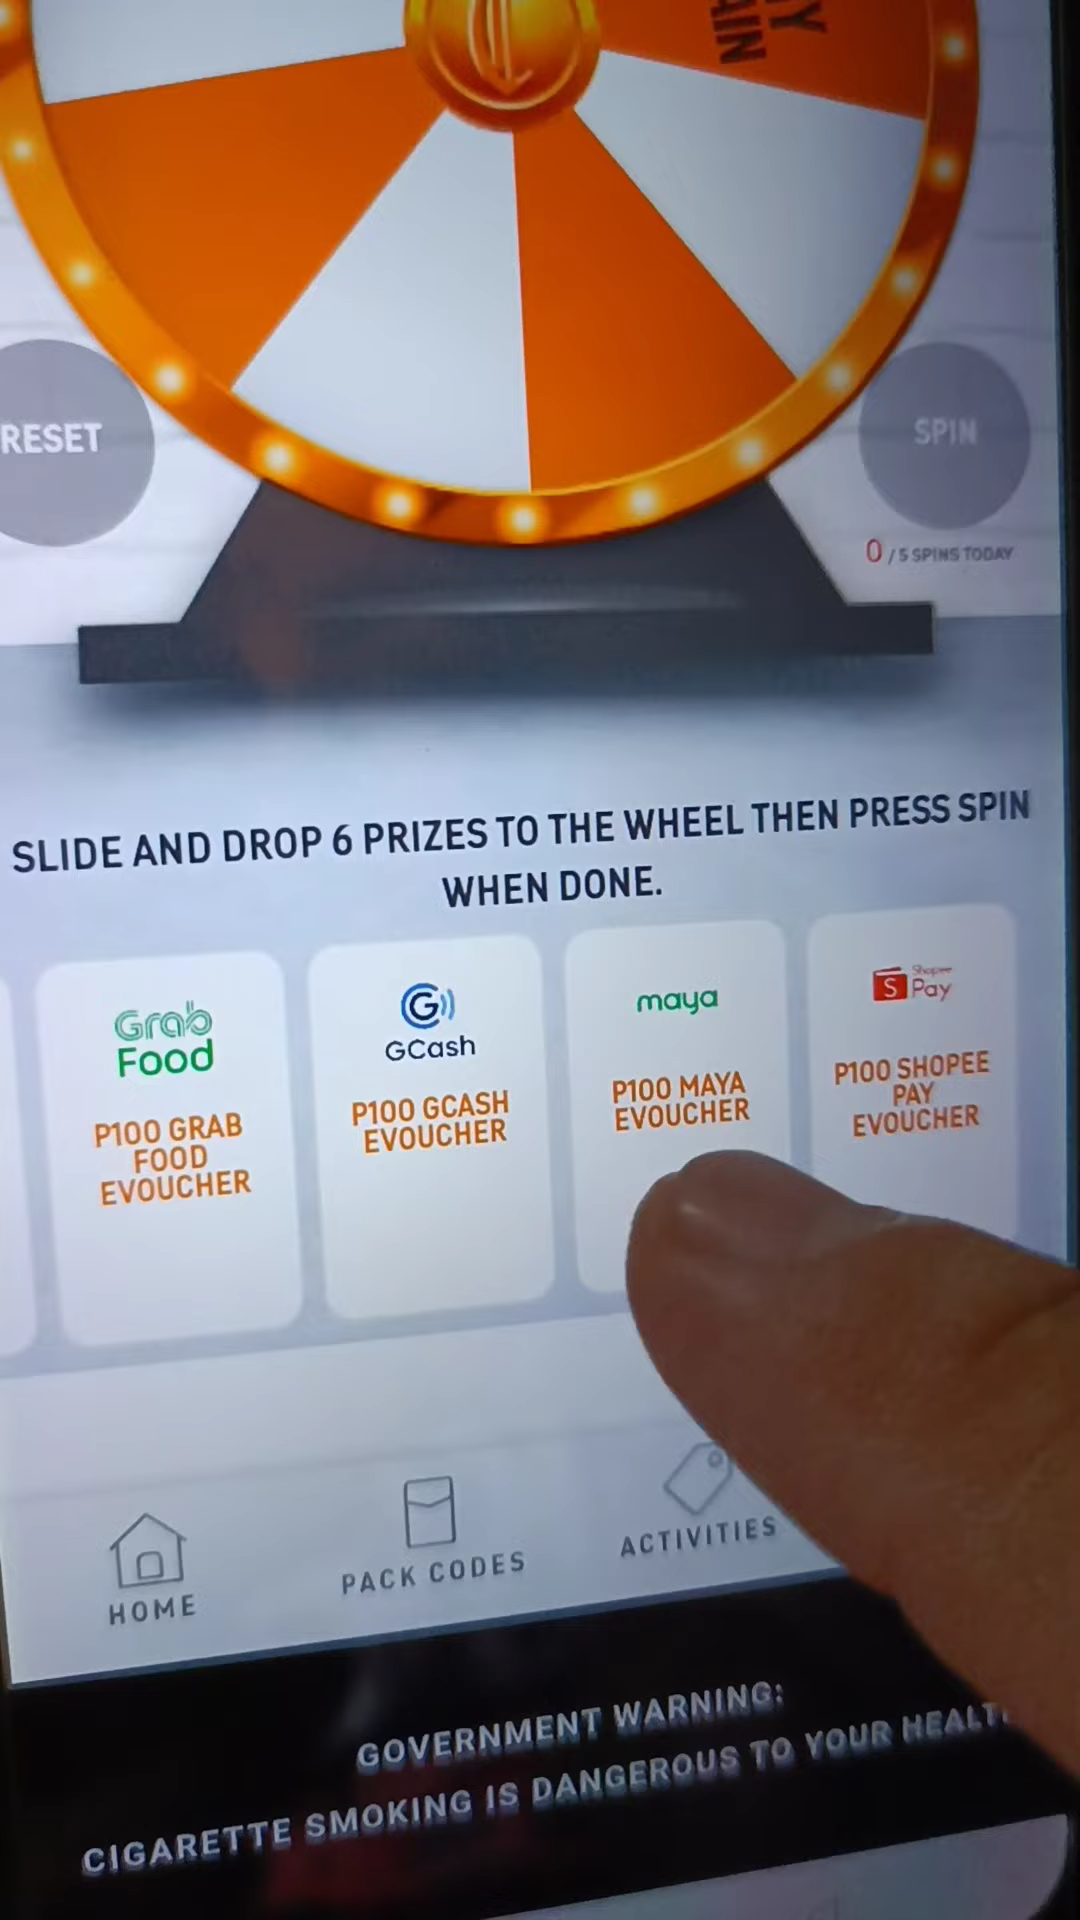 Y
AIN
RESET
SPIN
0 / 5 SPINS TODAY
SLIDE AND DROP 6 PRIZES TO THE WHEEL THEN PRESS SPIN
WHEN DONE.
Grab
Food
P100 GRAB
FOOD
EVOUCHER
G
GCash
P100 GCASH
EVOUCHER
maya
P100 MAYA
EVOUCHER
S
Shopee
Pay
P100 SHOPEE
PAY
EVOUCHER
HOME
PACK CODES
ACTIVITIES
GOVERNMENT WARNING:
CIGARETTE SMOKING IS DANGEROUS TO YOUR HEALT